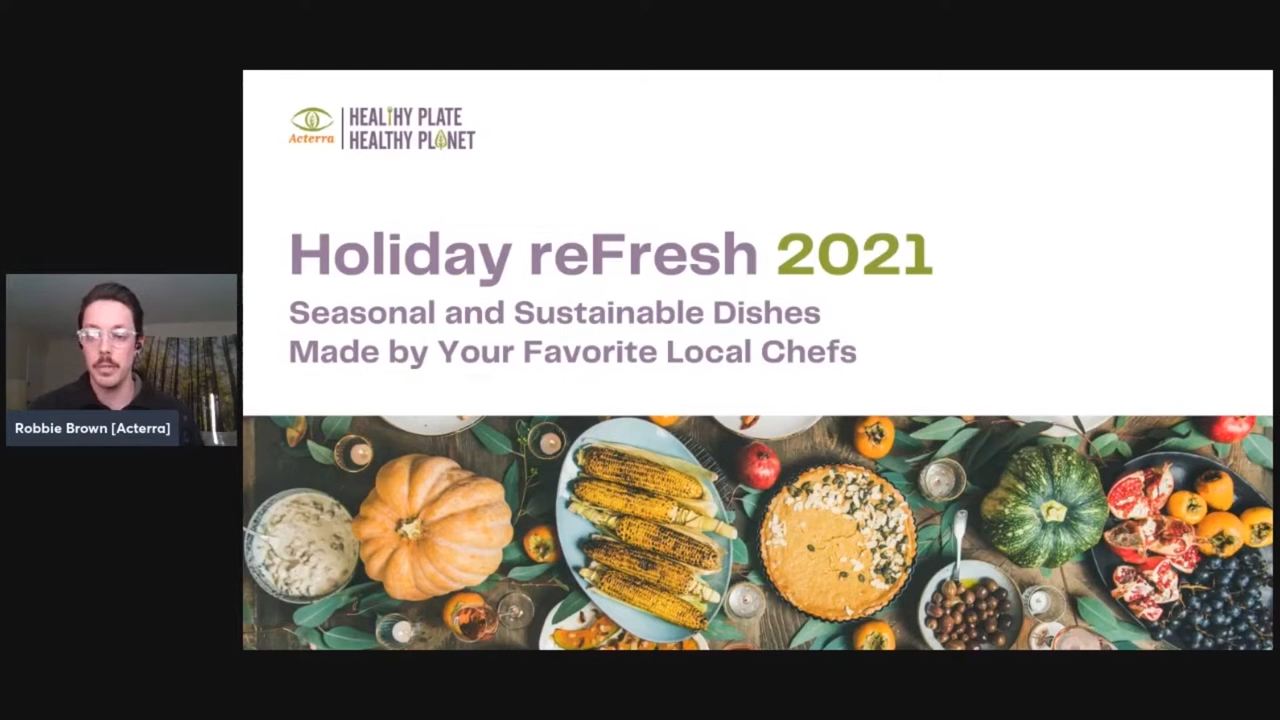 Acterra
HEALTHY PLATE
HEALTHY PLANET
Holiday reFresh 2021
Seasonal and Sustainable Dishes
Made by Your Favorite Local Chefs
Robbie Brown [Acterra]